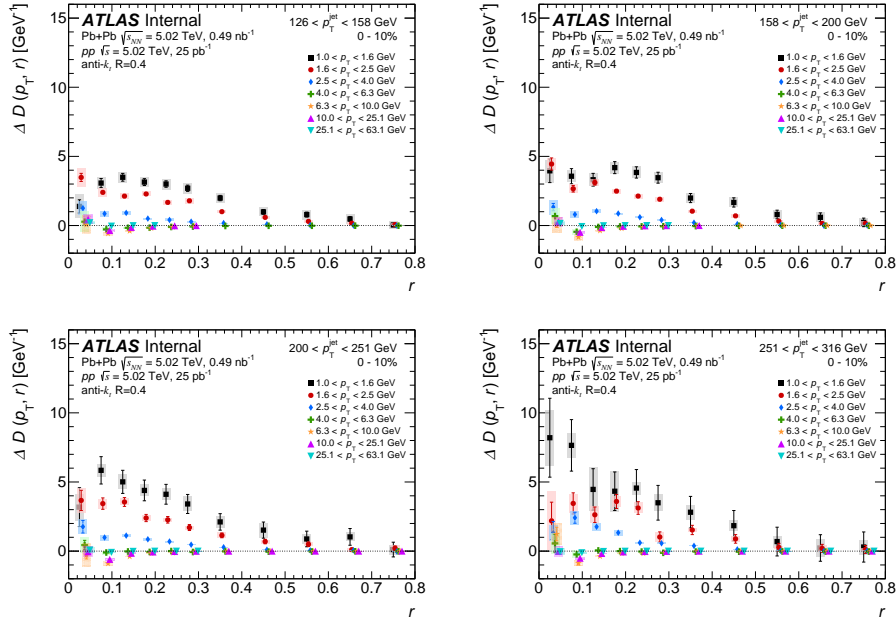 ATLAS Internal
126 < p_T^jet < 158 GeV
Pb+Pb √s_NN = 5.02 TeV, 0.49 nb⁻¹
0 - 10%
pp √s = 5.02 TeV, 25 pb⁻¹
anti-k_t R=0.4
1.0 < p_T < 1.6 GeV
1.6 < p_T < 2.5 GeV
2.5 < p_T < 4.0 GeV
4.0 < p_T < 6.3 GeV
6.3 < p_T < 10.0 GeV
10.0 < p_T < 25.1 GeV
25.1 < p_T < 63.1 GeV
Δ D (p_T, r) [GeV⁻¹]
15
10
5
0
0 0.1 0.2 0.3 0.4 0.5 0.6 0.7 0.8
r
ATLAS Internal
158 < p_T^jet < 200 GeV
Pb+Pb √s_NN = 5.02 TeV, 0.49 nb⁻¹
0 - 10%
pp √s = 5.02 TeV, 25 pb⁻¹
anti-k_t R=0.4
1.0 < p_T < 1.6 GeV
1.6 < p_T < 2.5 GeV
2.5 < p_T < 4.0 GeV
4.0 < p_T < 6.3 GeV
6.3 < p_T < 10.0 GeV
10.0 < p_T < 25.1 GeV
25.1 < p_T < 63.1 GeV
Δ D (p_T, r) [GeV⁻¹]
15
10
5
0
0 0.1 0.2 0.3 0.4 0.5 0.6 0.7 0.8
r
ATLAS Internal
200 < p_T^jet < 251 GeV
Pb+Pb √s_NN = 5.02 TeV, 0.49 nb⁻¹
0 - 10%
pp √s = 5.02 TeV, 25 pb⁻¹
anti-k_t R=0.4
1.0 < p_T < 1.6 GeV
1.6 < p_T < 2.5 GeV
2.5 < p_T < 4.0 GeV
4.0 < p_T < 6.3 GeV
6.3 < p_T < 10.0 GeV
10.0 < p_T < 25.1 GeV
25.1 < p_T < 63.1 GeV
Δ D (p_T, r) [GeV⁻¹]
15
10
5
0
0 0.1 0.2 0.3 0.4 0.5 0.6 0.7 0.8
r
ATLAS Internal
251 < p_T^jet < 316 GeV
Pb+Pb √s_NN = 5.02 TeV, 0.49 nb⁻¹
0 - 10%
pp √s = 5.02 TeV, 25 pb⁻¹
anti-k_t R=0.4
1.0 < p_T < 1.6 GeV
1.6 < p_T < 2.5 GeV
2.5 < p_T < 4.0 GeV
4.0 < p_T < 6.3 GeV
6.3 < p_T < 10.0 GeV
10.0 < p_T < 25.1 GeV
25.1 < p_T < 63.1 GeV
Δ D (p_T, r) [GeV⁻¹]
15
10
5
0
0 0.1 0.2 0.3 0.4 0.5 0.6 0.7 0.8
r